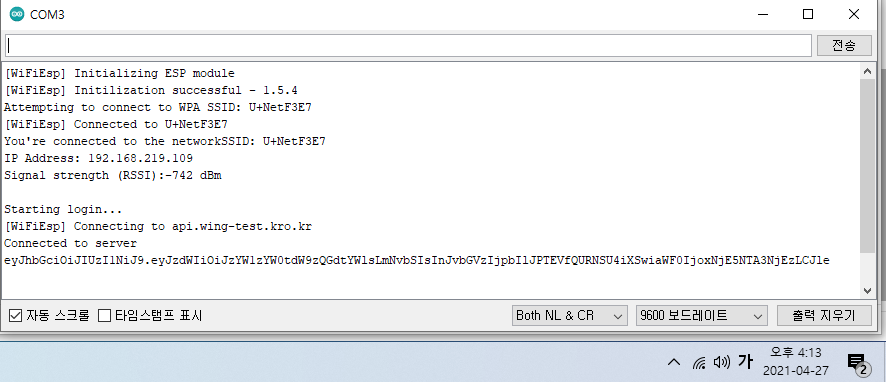 COM3
전송
[WiFiEsp] Initializing ESP module
[WiFiEsp] Initilization successful - 1.5.4
Attempting to connect to WPA SSID: U+NetF3E7
[WiFiEsp] Connected to U+NetF3E7
You're connected to the networkSSID: U+NetF3E7
IP Address: 192.168.219.109
Signal strength (RSSI):-742 dBm
Starting login...
[WiFiEsp] Connecting to api.wing-test.kro.kr
Connected to server
eyJhbGciOiJIUzI1NiJ9.eyJzdWIiOiJzYW1zYW0tdW9zQGdtYWlsLmNvbSIsInJvbGVzIjpbIlJPTEVfQURNSU4iXSwiaWF0IjoxNjE5NTA3NjEzLCJle
자동 스크롤 타임스탬프 표시 Both NL & CR 9600 보드레이트 출력 지우기
가 오후 4:13
2021-04-27 2